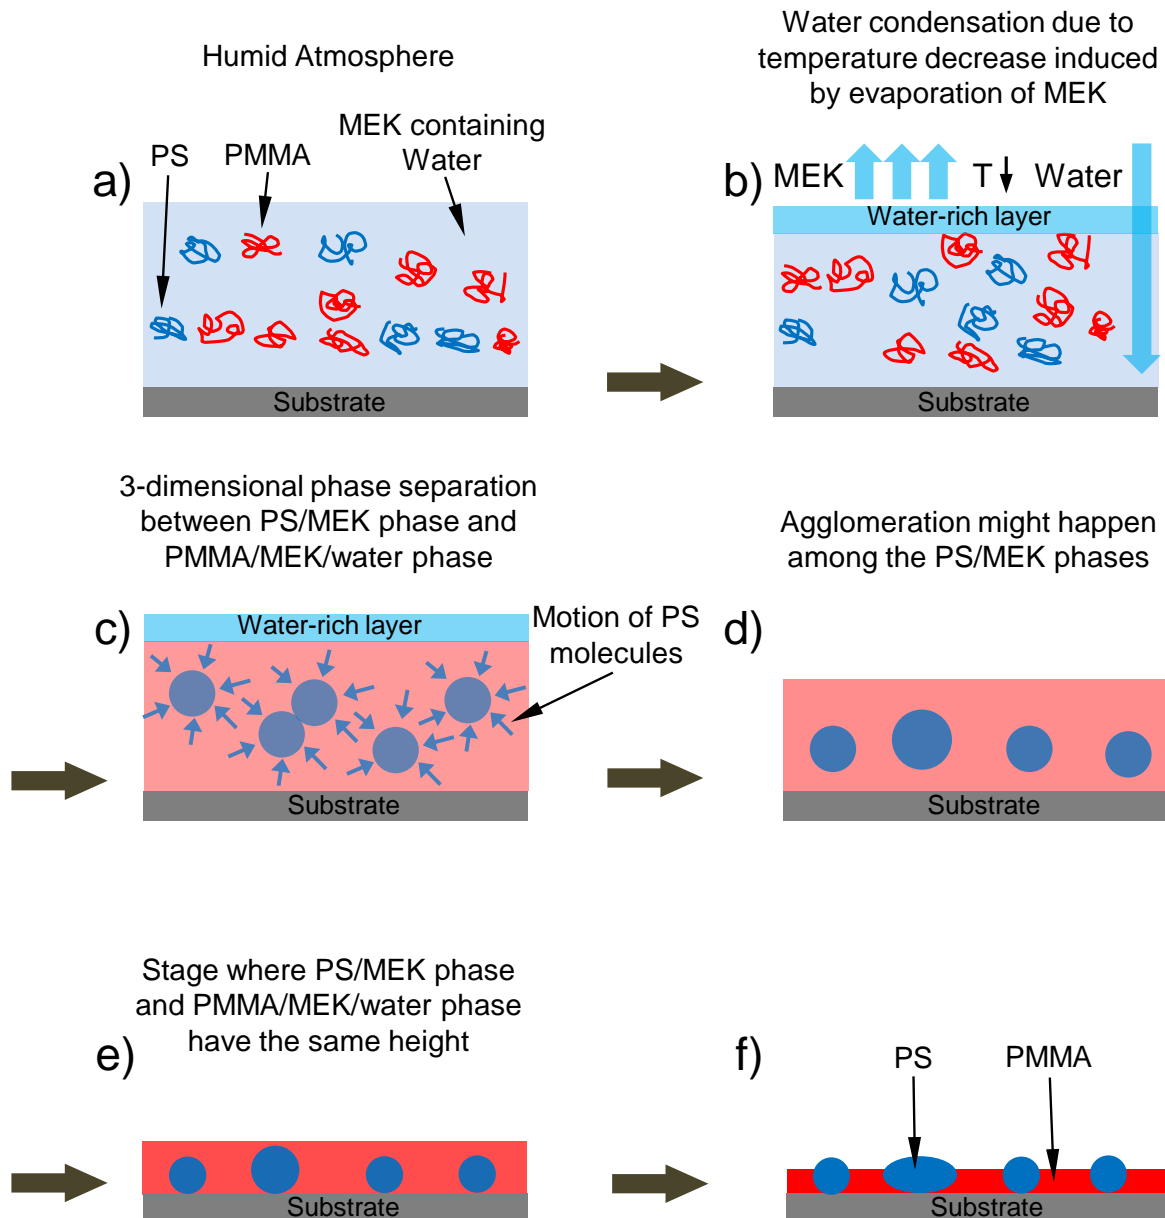 Humid Atmosphere
Water condensation due to
temperature decrease induced
by evaporation of MEK
a)
PS
PMMA
MEK containing
Water
Substrate
b)
MEK
T
Water
Water-rich layer
Substrate
3-dimensional phase separation
between PS/MEK phase and
PMMA/MEK/water phase
c)
Water-rich layer
Motion of PS
molecules
Substrate
Agglomeration might happen
among the PS/MEK phases
d)
Substrate
Stage where PS/MEK phase
and PMMA/MEK/water phase
have the same height
e)
Substrate
f)
PS
PMMA
Substrate